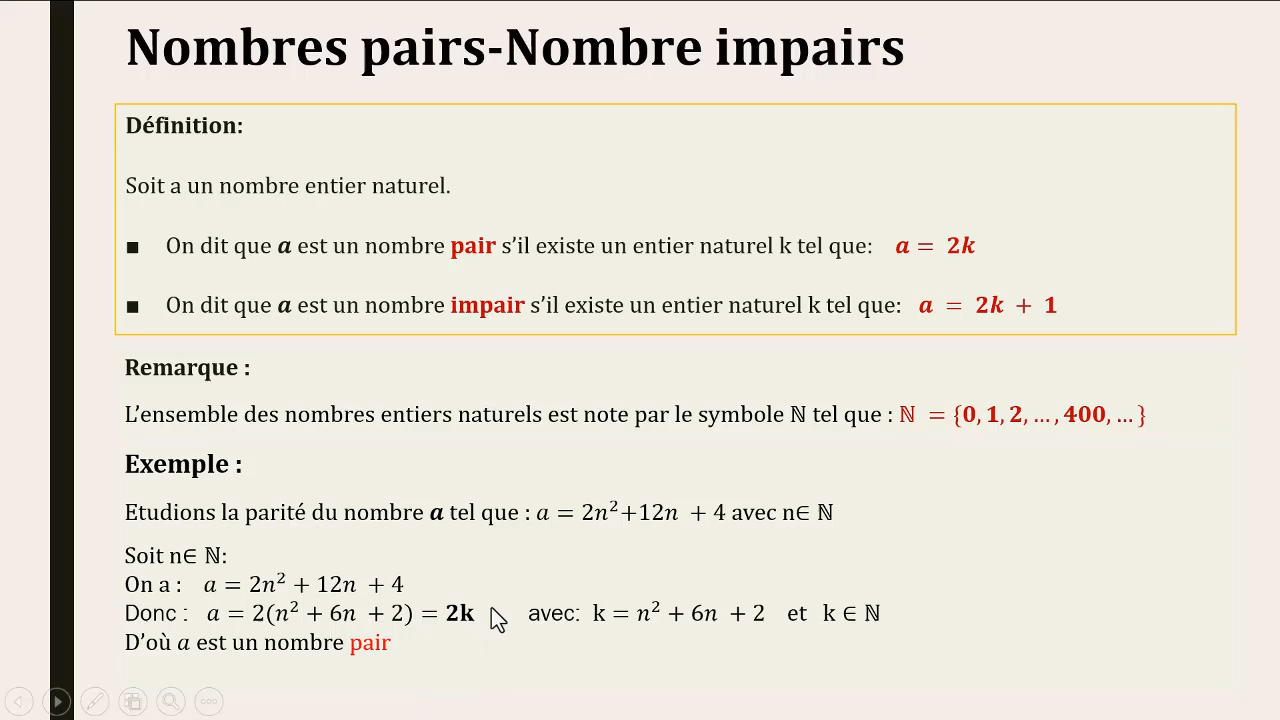 Nombres pairs-Nombre impairs
Définition:
Soit a un nombre entier naturel.
▪ On dit que a est un nombre pair s’il existe un entier naturel k tel que: a = 2k
▪ On dit que a est un nombre impair s’il existe un entier naturel k tel que: a = 2k + 1
Remarque :
L’ensemble des nombres entiers naturels est note par le symbole ℕ tel que : ℕ = {0, 1, 2, … , 400, … }
Exemple :
Etudions la parité du nombre a tel que : a = 2n²+12n + 4 avec n∈ ℕ
Soit n∈ ℕ:
On a : a = 2n² + 12n + 4
Donc : a = 2(n² + 6n + 2) = 2k avec: k = n² + 6n + 2 et k ∈ ℕ
D’où a est un nombre pair